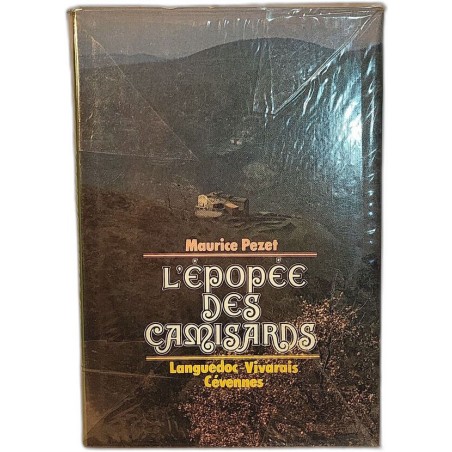 Maurice Pezet
L'ÉPOPÉE
DES
CAMISARDS
Languedoc-Vivarais
Cévennes